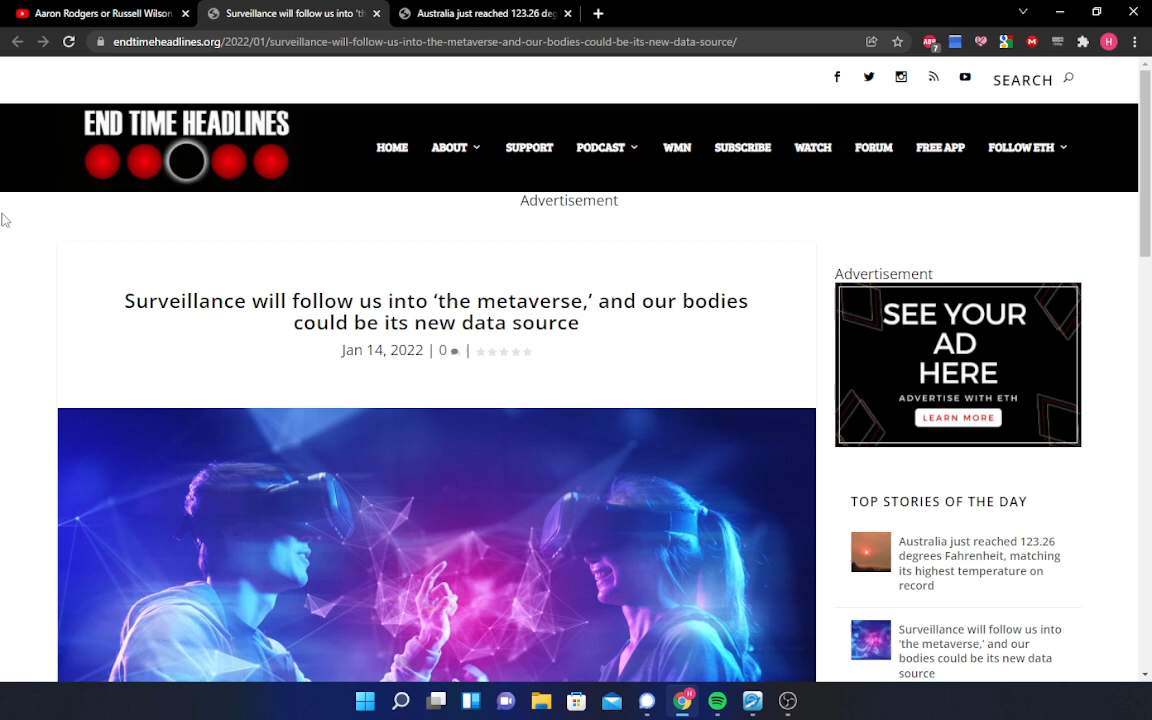 Aaron Rodgers or Russell Wilson
Surveillance will follow us into 'th
Australia just reached 123.26 deg
endtimeheadlines.org/2022/01/surveillance-will-follow-us-into-the-metaverse-and-our-bodies-could-be-its-new-data-source/
ABP
7
M
H
SEARCH
END TIME HEADLINES
HOME
ABOUT
SUPPORT
PODCAST
WMN
SUBSCRIBE
WATCH
FORUM
FREE APP
FOLLOW ETH
Advertisement
Surveillance will follow us into ‘the metaverse,’ and our bodies
could be its new data source
Jan 14, 2022 | 0 |
Advertisement
SEE YOUR
AD
HERE
ADVERTISE WITH ETH
LEARN MORE
TOP STORIES OF THE DAY
Australia just reached 123.26
degrees Fahrenheit, matching
its highest temperature on
record
Surveillance will follow us into
‘the metaverse,’ and our
bodies could be its new data
source
H